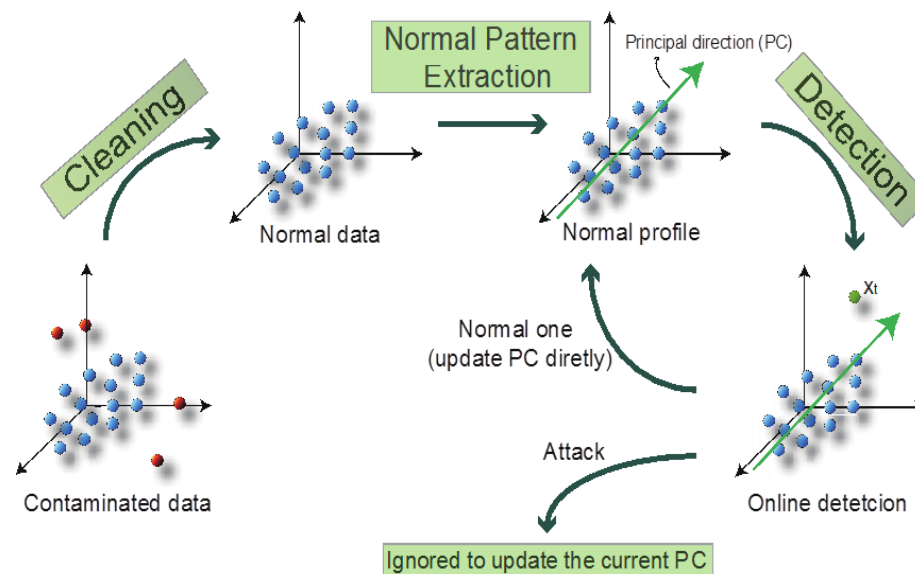 Cleaning
Normal Pattern
Extraction
Principal direction (PC)
Detection
Normal data
Normal profile
Contaminated data
Normal one
(update PC diretly)
xt
Attack
Online detetcion
Ignored to update the current PC